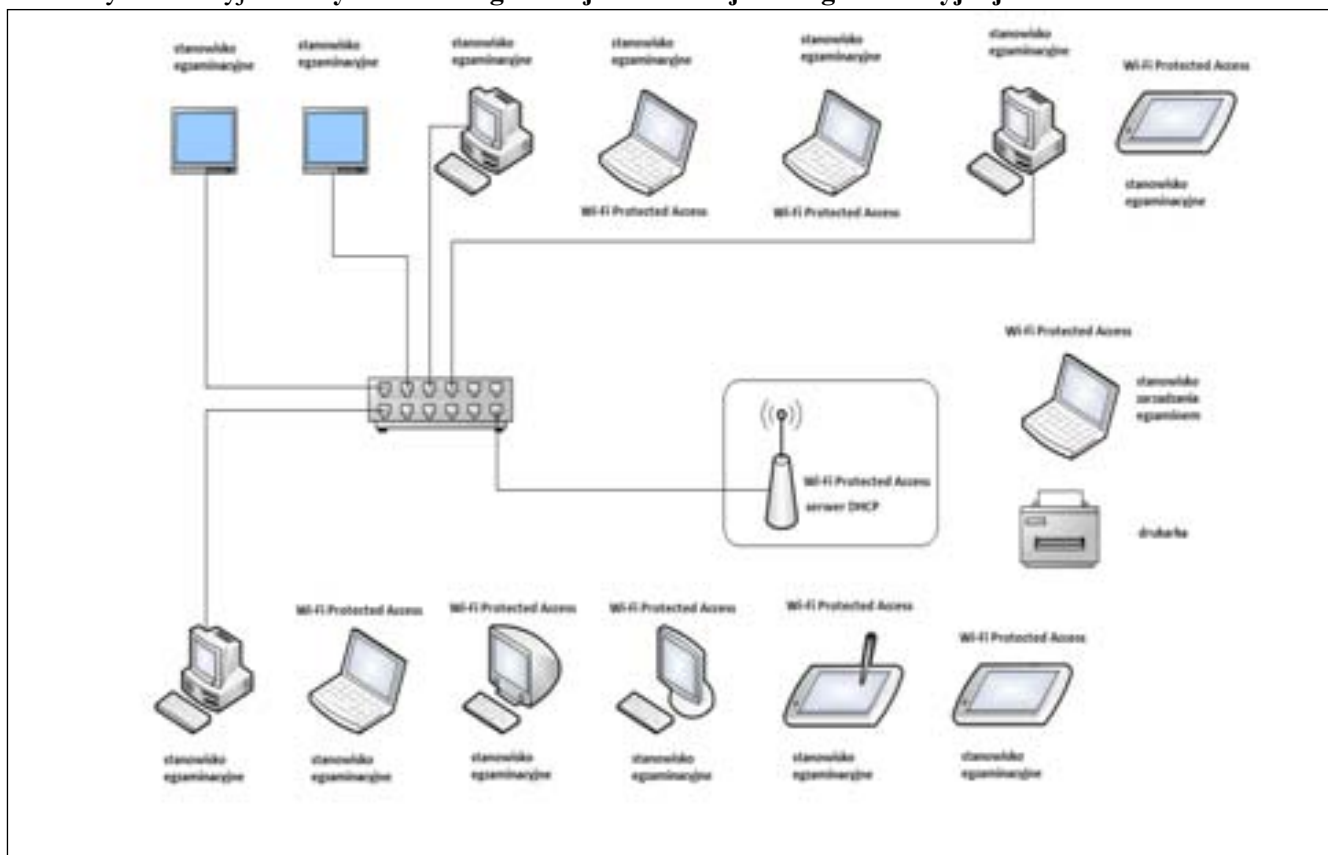 stanowisko
egzaminacyjne
stanowisko
egzaminacyjne
stanowisko
egzaminacyjne
stanowisko
egzaminacyjne
stanowisko
egzaminacyjne
stanowisko
egzaminacyjne
Wi-Fi Protected Access
Wi-Fi Protected Access
Wi-Fi Protected Access
stanowisko
egzaminacyjne
Wi-Fi Protected Access
stanowisko
zarządzania
egzaminem
Wi-Fi Protected Access
serwer DHCP
drukarka
Wi-Fi Protected Access
Wi-Fi Protected Access
Wi-Fi Protected Access
Wi-Fi Protected Access
Wi-Fi Protected Access
stanowisko
egzaminacyjne
stanowisko
egzaminacyjne
stanowisko
egzaminacyjne
stanowisko
egzaminacyjne
stanowisko
egzaminacyjne
stanowisko
egzaminacyjne